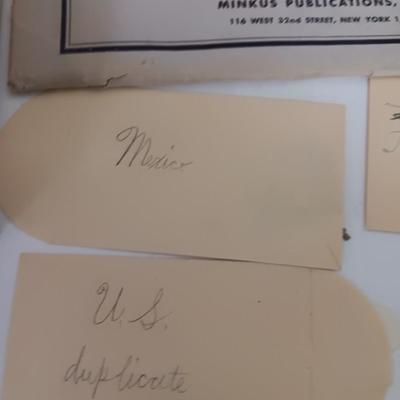 MINKUS PUBLICATIONS,
116 WEST 32nd STREET, NEW YORK 1
Mexico
U. S.
duplicate